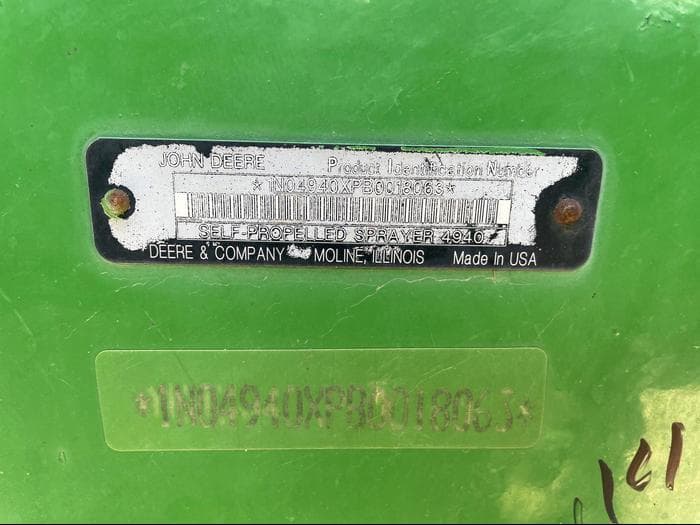 JOHN DEERE Product Identification Number
*1N04940XPB0018063*
SELF-PROPELLED SPRAYER 4940
DEERE & COMPANY MOLINE, ILLINOIS Made In USA
*1N04940XPB0018063*